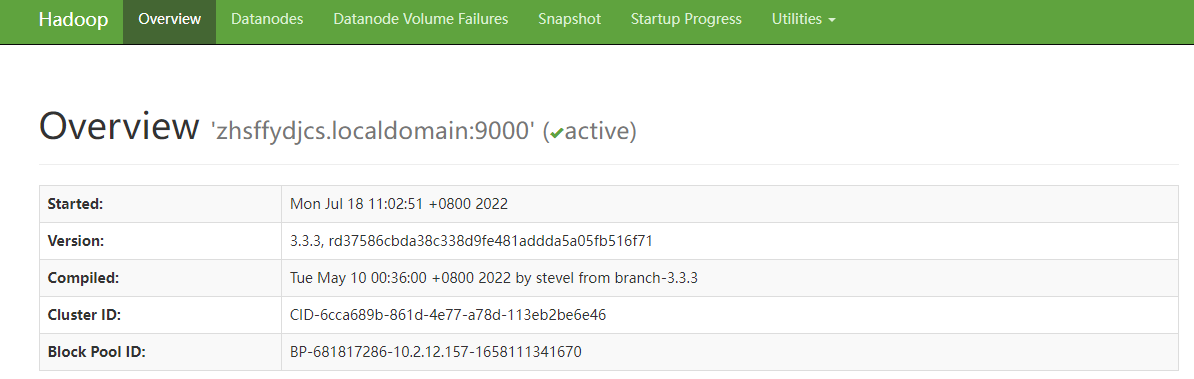 Hadoop Overview Datanodes Datanode Volume Failures Snapshot Startup Progress Utilities
Overview 'zhsffydjcs.localdomain:9000' (✔active)
Started: Mon Jul 18 11:02:51 +0800 2022
Version: 3.3.3, rd37586cbda38c338d9fe481addda5a05fb516f71
Compiled: Tue May 10 00:36:00 +0800 2022 by stevel from branch-3.3.3
Cluster ID: CID-6cca689b-861d-4e77-a78d-113eb2be6e46
Block Pool ID: BP-681817286-10.2.12.157-1658111341670